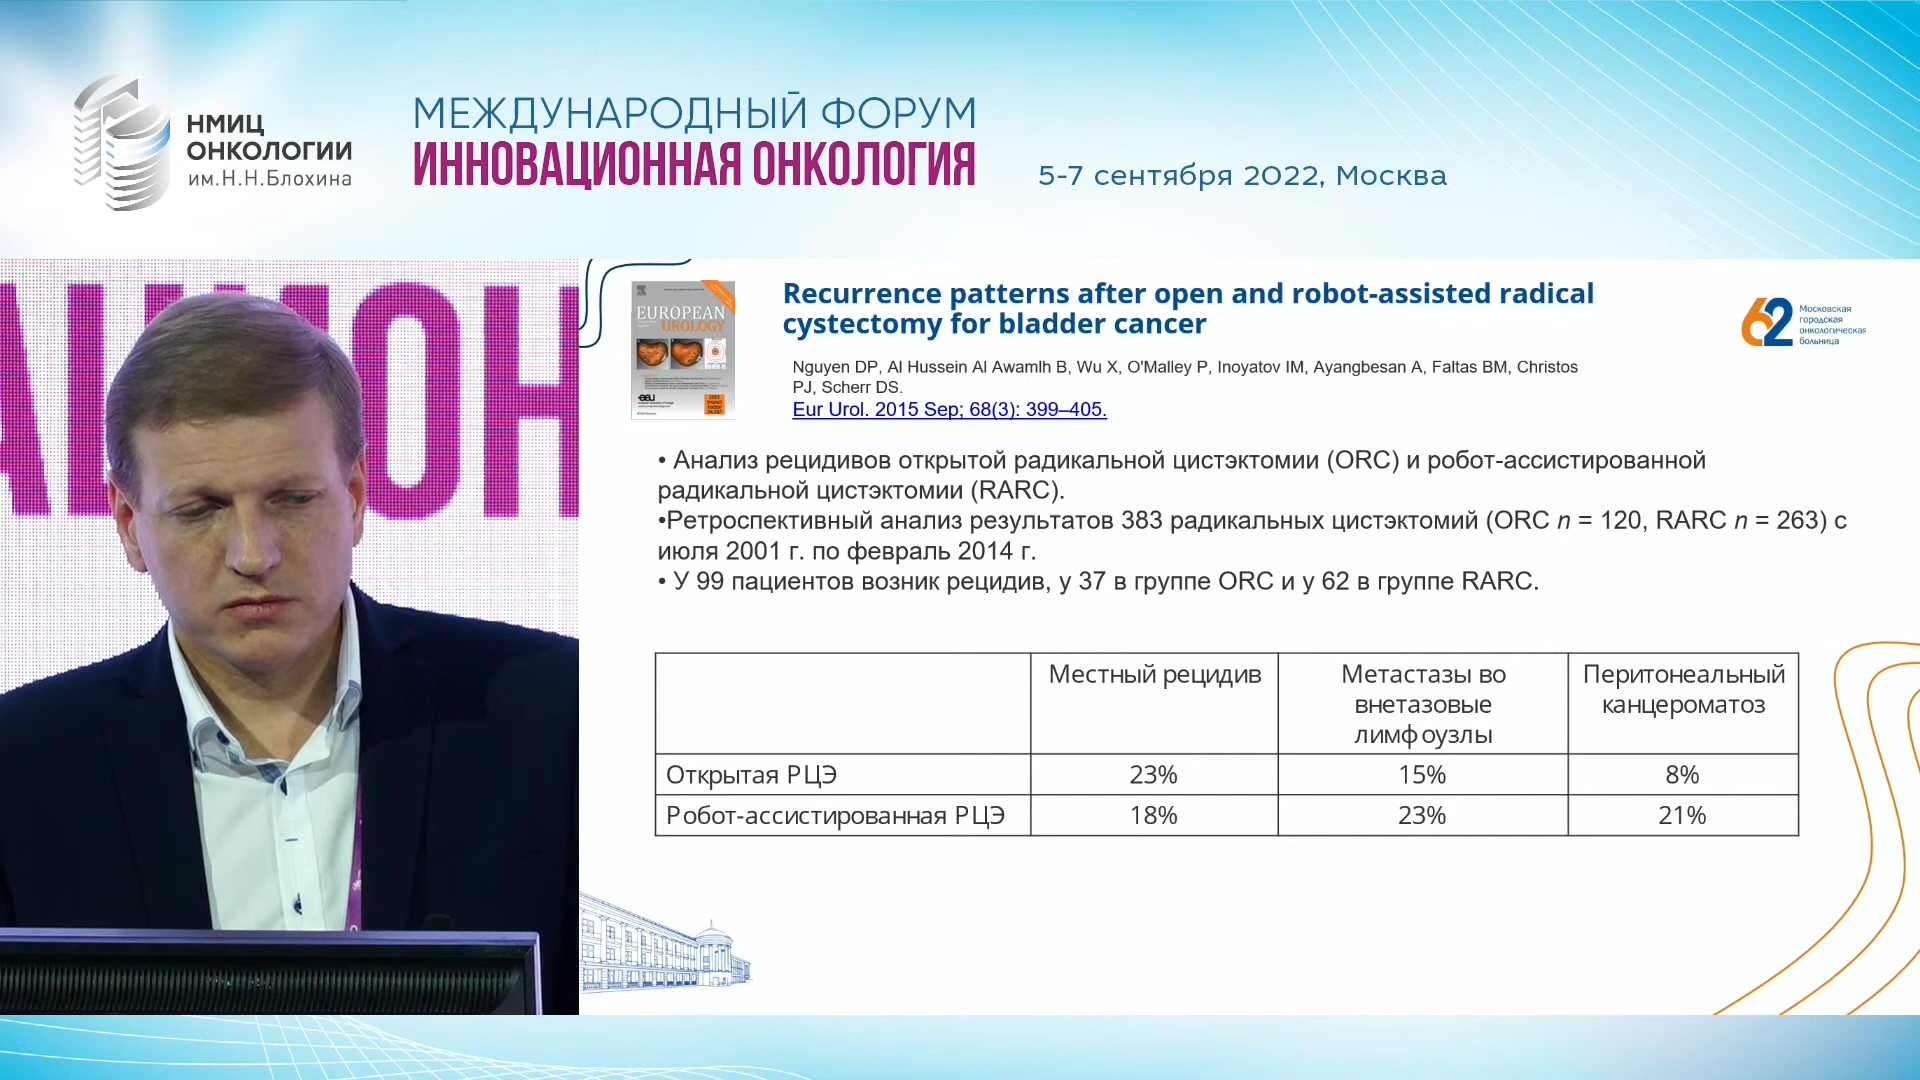 НМИЦ
ОНКОЛОГИИ
им.Н.Н.Блохина
МЕЖДУНАРОДНЫЙ ФОРУМ
ИННОВАЦИОННАЯ ОНКОЛОГИЯ
5-7 сентября 2022, Москва
EUROPEAN
UROLOGY
eau
Recurrence patterns after open and robot-assisted radical
cystectomy for bladder cancer
Nguyen DP, Al Hussein Al Awamlh B, Wu X, O'Malley P, Inoyatov IM, Ayangbesan A, Faltas BM, Christos
PJ, Scherr DS.
Eur Urol. 2015 Sep; 68(3): 399–405.
62
Московская
городская
онкологическая
больница
• Анализ рецидивов открытой радикальной цистэктомии (ORC) и робот-ассистированной
радикальной цистэктомии (RARC).
•Ретроспективный анализ результатов 383 радикальных цистэктомий (ORC n = 120, RARC n = 263) с
июля 2001 г. по февраль 2014 г.
• У 99 пациентов возник рецидив, у 37 в группе ORC и у 62 в группе RARC.
Местный рецидив
Метастазы во
внетазовые
лимфоузлы
Перитонеальный
канцероматоз
Открытая РЦЭ 23% 15% 8%
Робот-ассистированная РЦЭ 18% 23% 21%